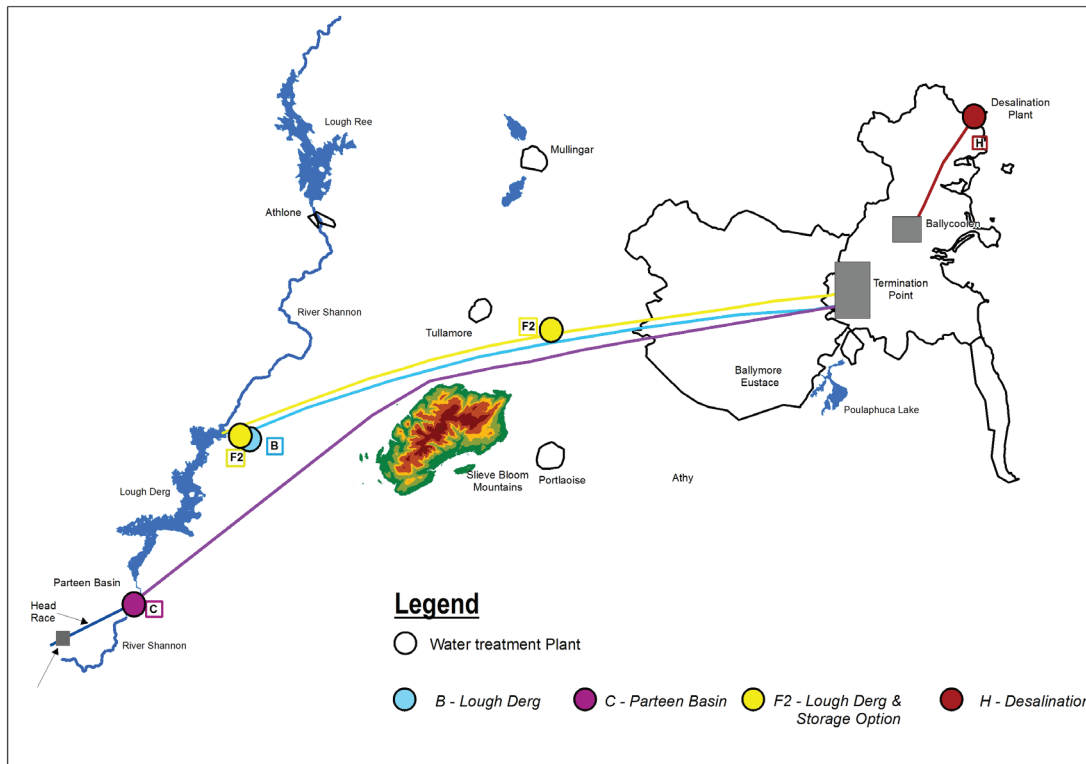 Lough Ree
Mullingar
Athlone
Desalination
Plant
H
Ballycoolen
River Shannon
Termination
Point
Tullamore
F2
Ballymore
Eustace
Poulaphuca Lake
B
F2
Lough Derg
Slieve Bloom
Mountains
Portlaoise
Athy
Parteen Basin
Head
Race
C
River Shannon
Legend
Water treatment Plant
B - Lough Derg
C - Parteen Basin
F2 - Lough Derg &
Storage Option
H - Desalination